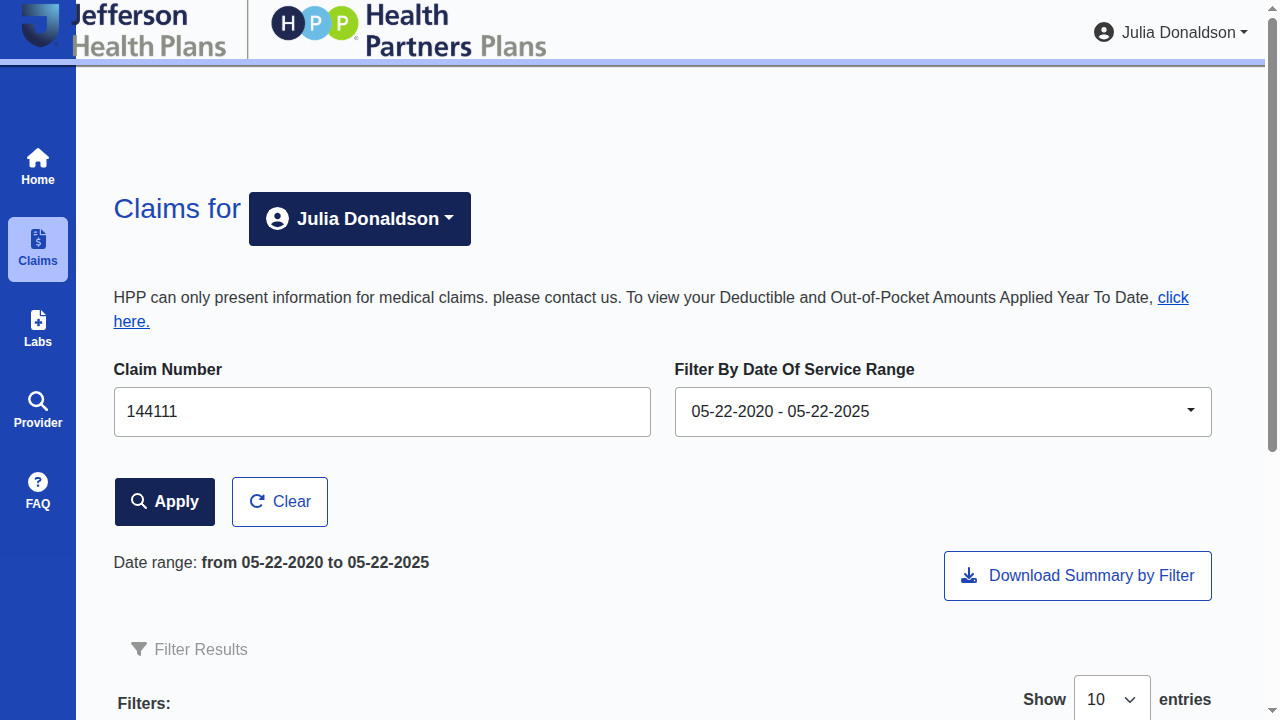 Jefferson
Health Plans
HPP
Health
Partners Plans
Julia Donaldson
Home
Claims
Labs
Provider
FAQ
Claims for
Julia Donaldson
HPP can only present information for medical claims. please contact us. To view your Deductible and Out-of-Pocket Amounts Applied Year To Date, click
here.
Claim Number
Filter By Date Of Service Range
144111
05-22-2020 - 05-22-2025
Apply
Clear
Date range: from 05-22-2020 to 05-22-2025
Download Summary by Filter
Filter Results
Filters:
Show 10 entries